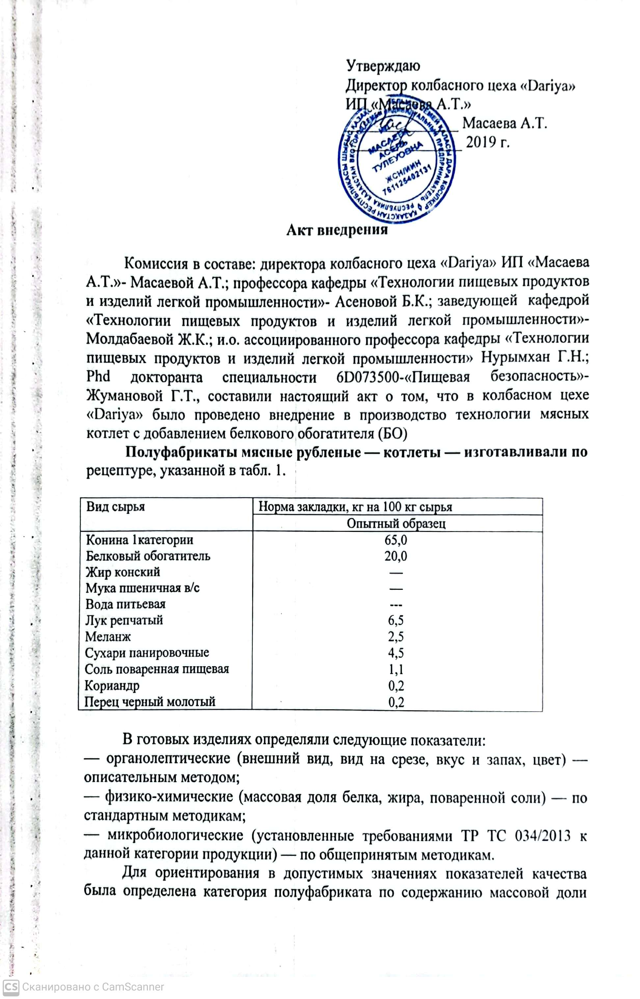 Утверждаю
Директор колбасного цеха «Dariya»
ИП «Масаева А.Т.»
Масаева А.Т.
2019 г.
МАСАЕВА
АСЕЛЬ
ТУЛЕУОВНА
ЖСН/ИИН
761125402131
Акт внедрения
Комиссия в составе: директора колбасного цеха «Dariya» ИП «Масаева
А.Т.»- Масаевой А.Т.; профессора кафедры «Технологии пищевых продуктов
и изделий легкой промышленности»- Асеновой Б.К.; заведующей кафедрой
«Технологии пищевых продуктов и изделий легкой промышленности»-
Молдабаевой Ж.К.; и.о. ассоциированного профессора кафедры «Технологии
пищевых продуктов и изделий легкой промышленности» Нурымхан Г.Н.;
Phd докторанта специальности 6D073500-«Пищевая безопасность»-
Жумановой Г.Т., составили настоящий акт о том, что в колбасном цехе
«Dariya» было проведено внедрение в производство технологии мясных
котлет с добавлением белкового обогатителя (БО)
Полуфабрикаты мясные рубленые — котлеты — изготавливали по
рецептуре, указанной в табл. 1.
Вид сырья Норма закладки, кг на 100 кг сырья
Опытный образец
Конина 1категории 65,0
Белковый обогатитель 20,0
Жир конский —
Мука пшеничная в/с —
Вода питьевая ---
Лук репчатый 6,5
Меланж 2,5
Сухари панировочные 4,5
Соль поваренная пищевая 1,1
Кориандр 0,2
Перец черный молотый 0,2
В готовых изделиях определяли следующие показатели:
— органолептические (внешний вид, вид на срезе, вкус и запах, цвет) —
описательным методом;
— физико-химические (массовая доля белка, жира, поваренной соли) — по
стандартным методикам;
— микробиологические (установленные требованиями ТР ТС 034/2013 к
данной категории продукции) — по общепринятым методикам.
Для ориентирования в допустимых значениях показателей качества
была определена категория полуфабриката по содержанию массовой доли
CS Сканировано с CamScanner